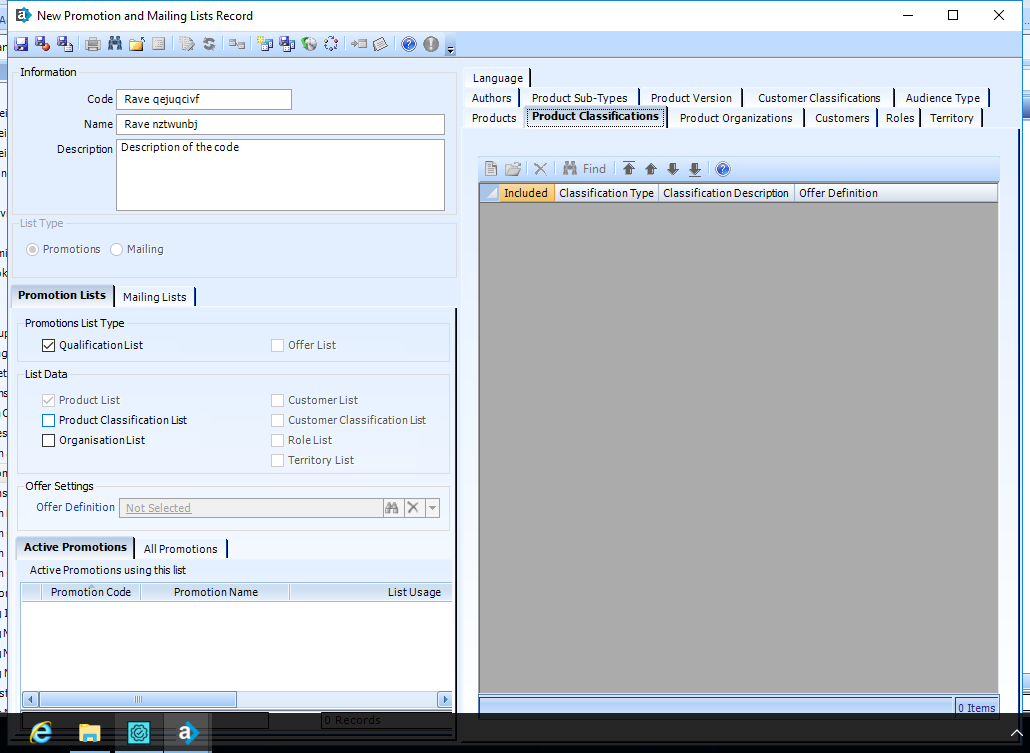 New Promotion and Mailing Lists Record
Information
Code Rave qejuqcivf
Name Rave nztwunbj
Description Description of the code
List Type
Promotions Mailing
Promotion Lists Mailing Lists
Promotions List Type
Qualification List Offer List
List Data
Product List Customer List
Product Classification List Customer Classification List
Organisation List Role List
Territory List
Offer Settings
Offer Definition Not Selected
Active Promotions All Promotions
Active Promotions using this list
Promotion Code Promotion Name List Usage
0 Records
Language
Authors Product Sub-Types Product Version Customer Classifications Audience Type
Products Product Classifications Product Organizations Customers Roles Territory
Find
Included Classification Type Classification Description Offer Definition
0 Items